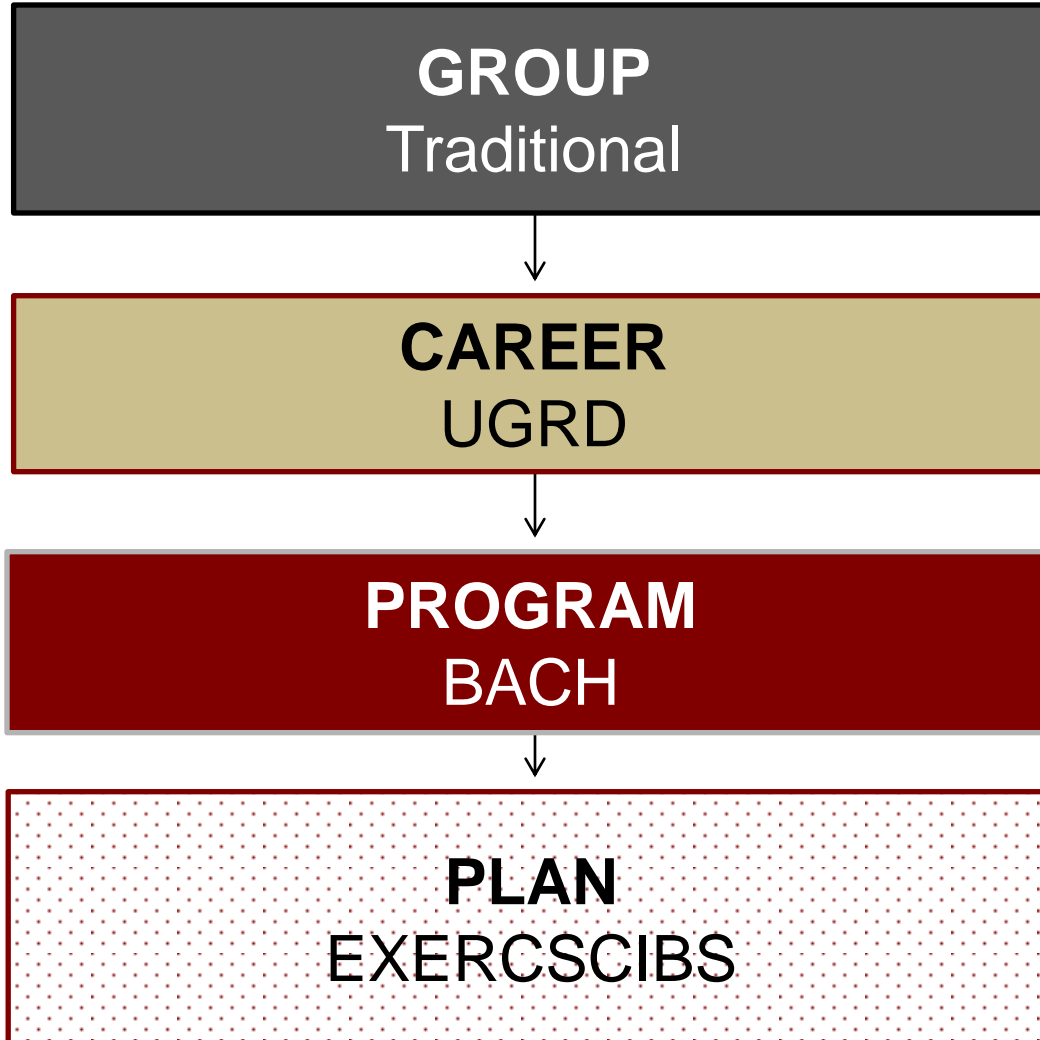 GROUP
Traditional
CAREER
UGRD
PROGRAM
BACH
PLAN
EXERCSCIBS